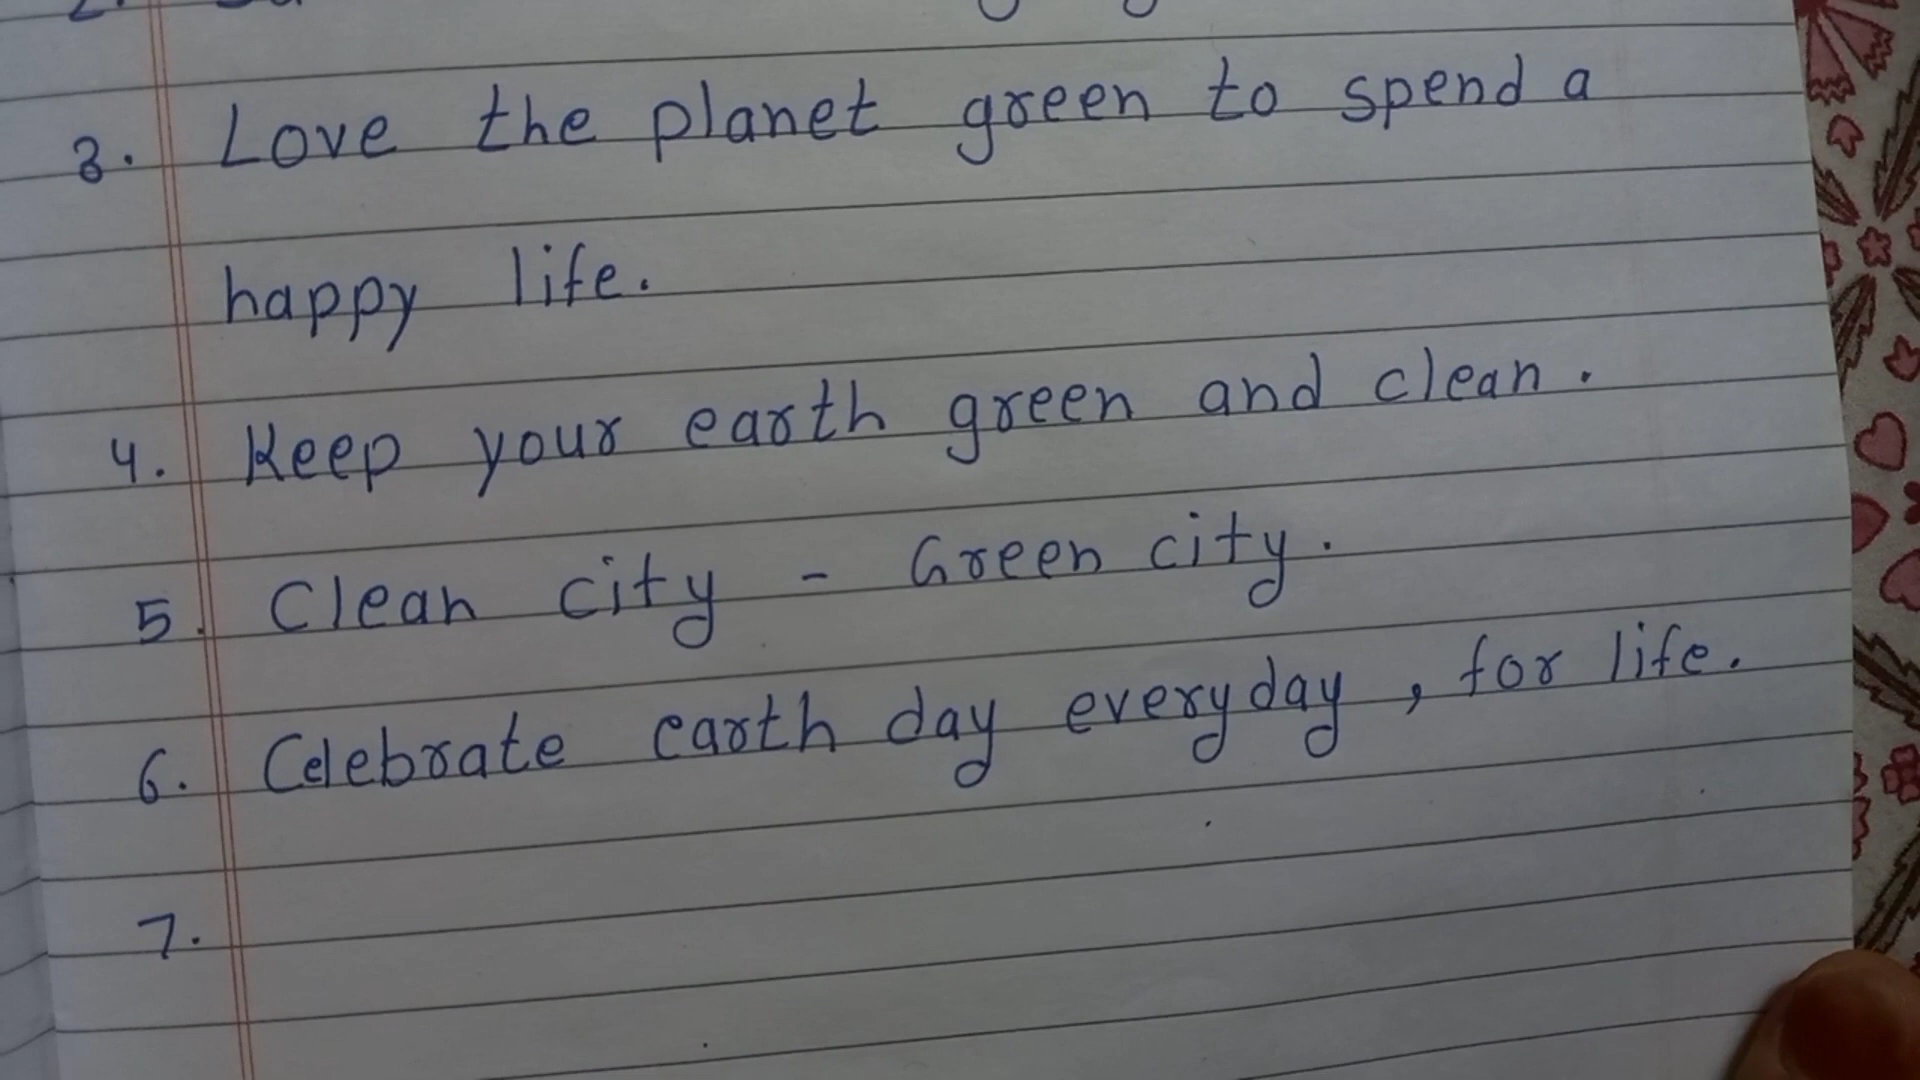 3. Love the planet green to spend a
happy life.
4. Keep your earth green and clean.
5. Clean city - Green city.
6. Celebrate earth day everyday, for life.
7.